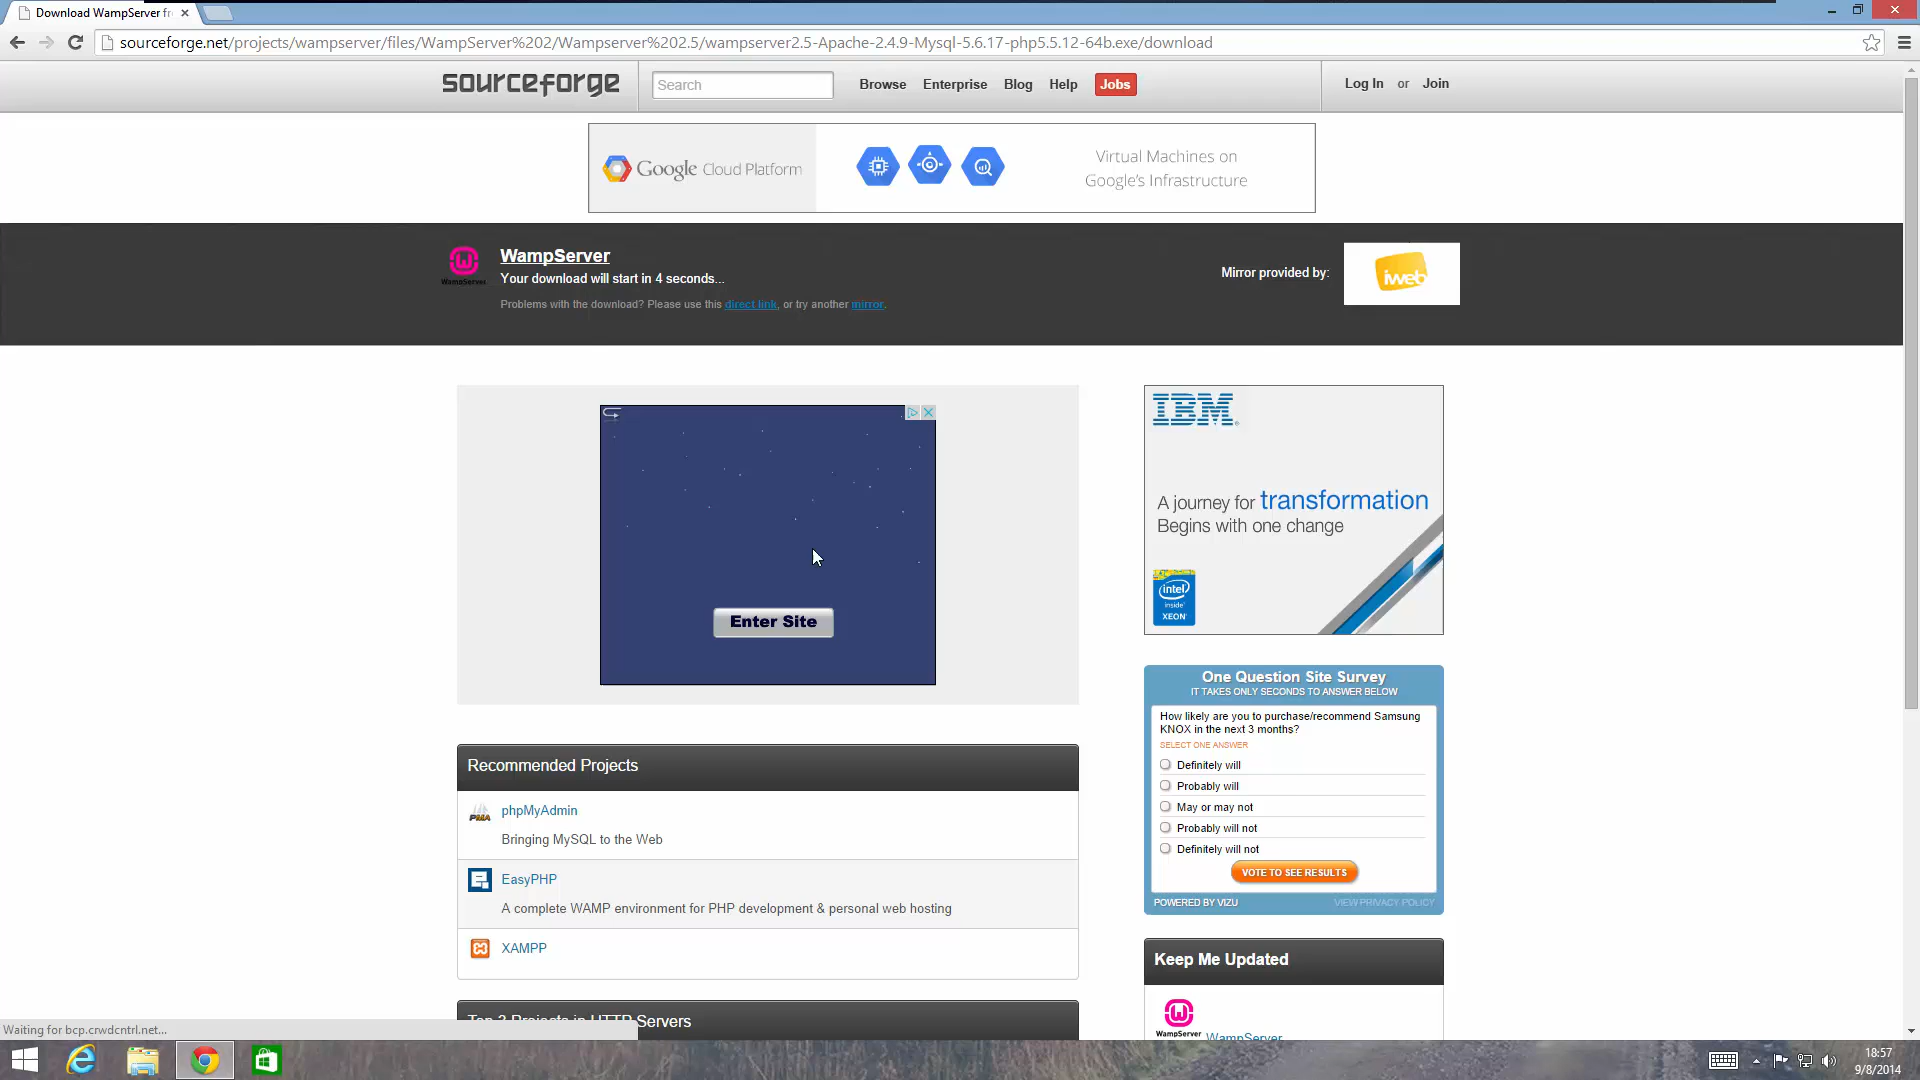 Download WampServer fr
sourceforge.net/projects/wampserver/files/WampServer%202/Wampserver%202.5/wampserver2.5-Apache-2.4.9-Mysql-5.6.17-php5.5.12-64b.exe/download
sourceforge
Search
Browse
Enterprise
Blog
Help
Jobs
Log In or Join
Google Cloud Platform
Virtual Machines on
Google's Infrastructure
WampServer
WampServer
Your download will start in 4 seconds...
Problems with the download? Please use this direct link, or try another mirror.
Mirror provided by:
iweb
Enter Site
IBM
A journey for transformation
Begins with one change
intel
inside
XEON
One Question Site Survey
IT TAKES ONLY SECONDS TO ANSWER BELOW
How likely are you to purchase/recommend Samsung
KNOX in the next 3 months?
SELECT ONE ANSWER
Definitely will
Probably will
May or may not
Probably will not
Definitely will not
VOTE TO SEE RESULTS
POWERED BY VIZU
VIEW PRIVACY POLICY
Recommended Projects
PMA
phpMyAdmin
Bringing MySQL to the Web
EasyPHP
A complete WAMP environment for PHP development & personal web hosting
XAMPP
Keep Me Updated
WampServer
WampServer
Top 3 Projects in HTTP Servers
Waiting for bcp.crwdcntrl.net...
18:57
9/8/2014